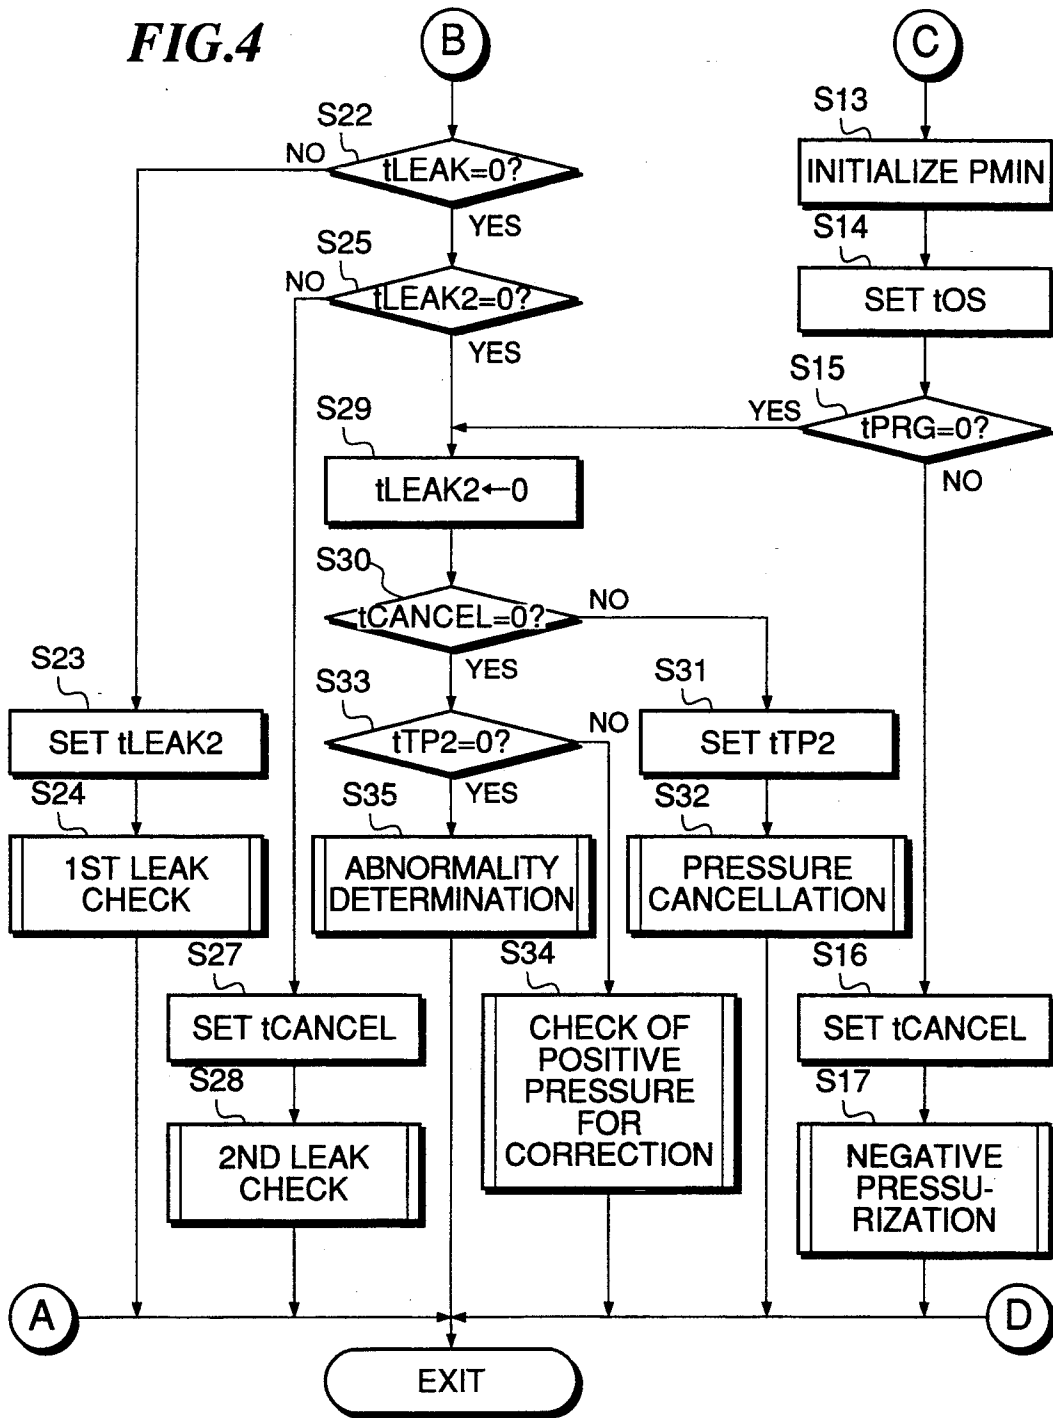 FIG.4
B
C
S22
NO
tLEAK=0?
YES
S13
INITIALIZE PMIN
S14
SET tOS
S25
NO
tLEAK2=0?
YES
S15
YES
tPRG=0?
NO
S29
tLEAK2←0
S30
tCANCEL=0?
NO
YES
S23
SET tLEAK2
S33
tTP2=0?
NO
YES
S31
SET tTP2
S24
1ST LEAK
CHECK
S35
ABNORMALITY
DETERMINATION
S32
PRESSURE
CANCELLATION
S27
SET tCANCEL
S34
CHECK OF
POSITIVE
PRESSURE
FOR
CORRECTION
S16
SET tCANCEL
S28
2ND LEAK
CHECK
S17
NEGATIVE
PRESSU-
RIZATION
A
D
EXIT